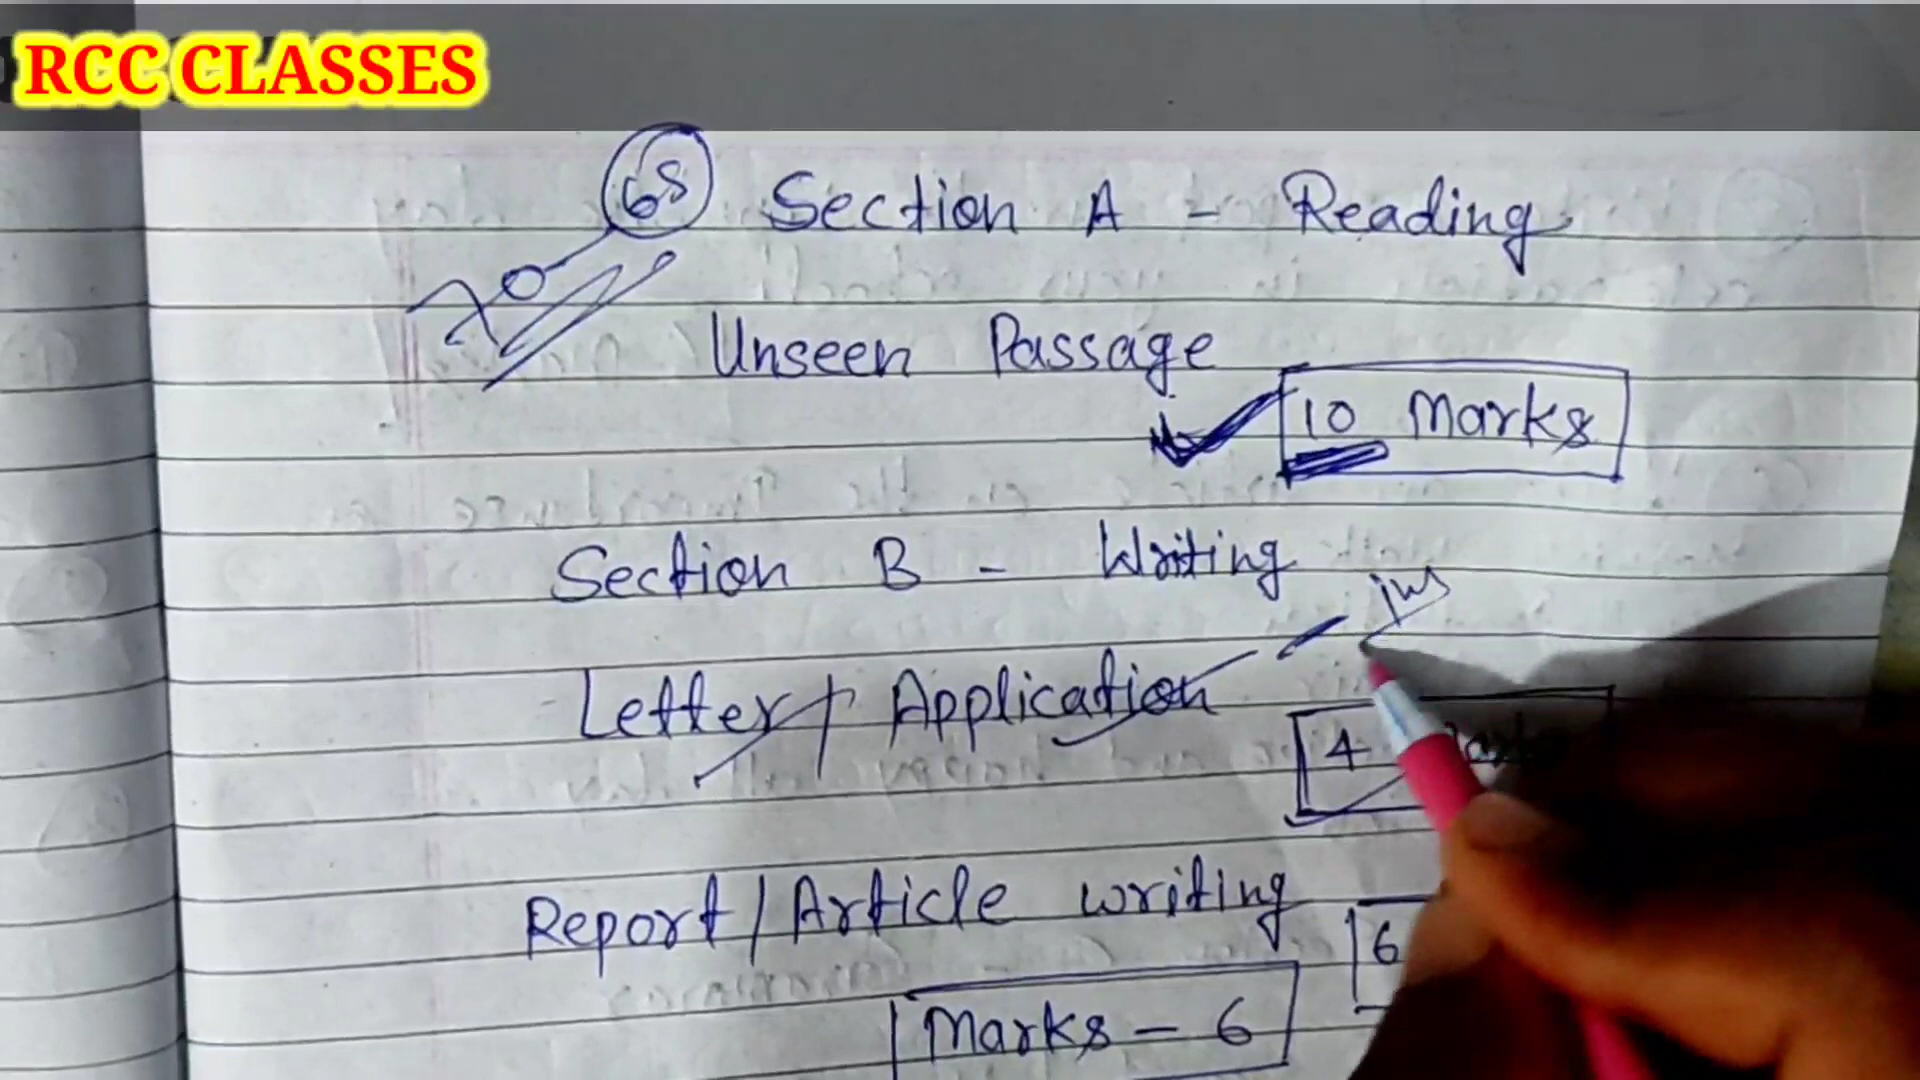 RCC CLASSES
68 Section A - Reading
70
Unseen Passage
10 Marks
Section B - Writing
Letter / Application
4
Report / Article writing
6
Marks - 6